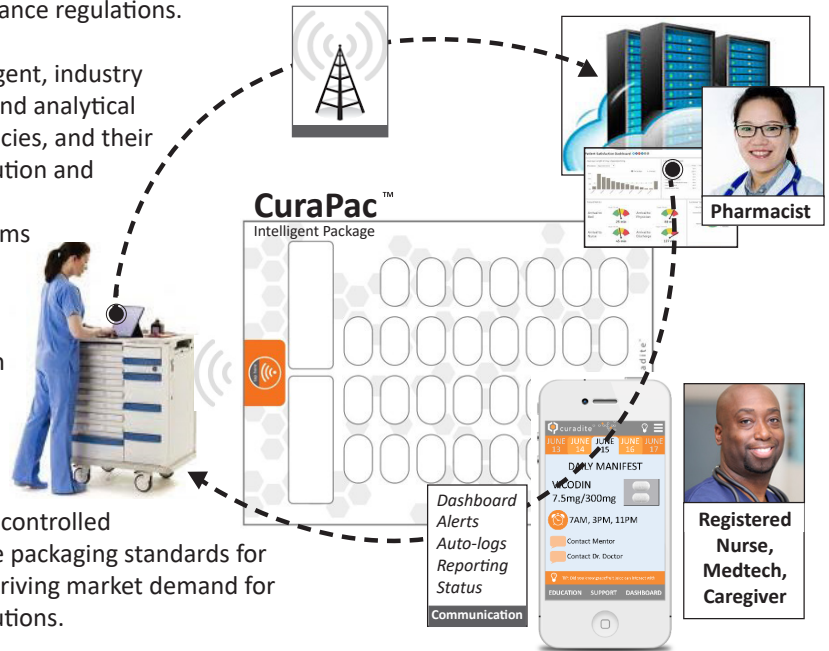 ance regulations.
gent, industry
nd analytical
cies, and their
ution and
ms
n
controlled
e packaging standards for
riving market demand for
utions.
CuraPac™
Intelligent Package
Pharmacist
adite
curadite
JUNE 13 JUNE 14 JUNE 15 JUNE 16 JUNE 17
DAILY MANIFEST
VICODIN
7.5mg/300mg
7AM, 3PM, 11PM
Contact Mentor
Contact Dr. Doctor
EDUCATION SUPPORT DASHBOARD
Dashboard
Alerts
Auto-logs
Reporting
Status
Communication
Registered
Nurse,
Medtech,
Caregiver